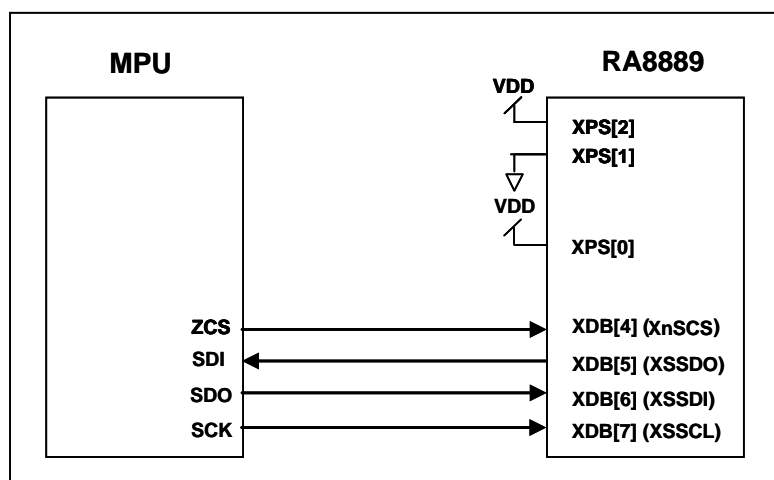 MPU
RA8889
VDD
XPS[2]
XPS[1]
VDD
XPS[0]
ZCS
XDB[4] (XnSCS)
SDI
XDB[5] (XSSDO)
SDO
XDB[6] (XSSDI)
SCK
XDB[7] (XSSCL)